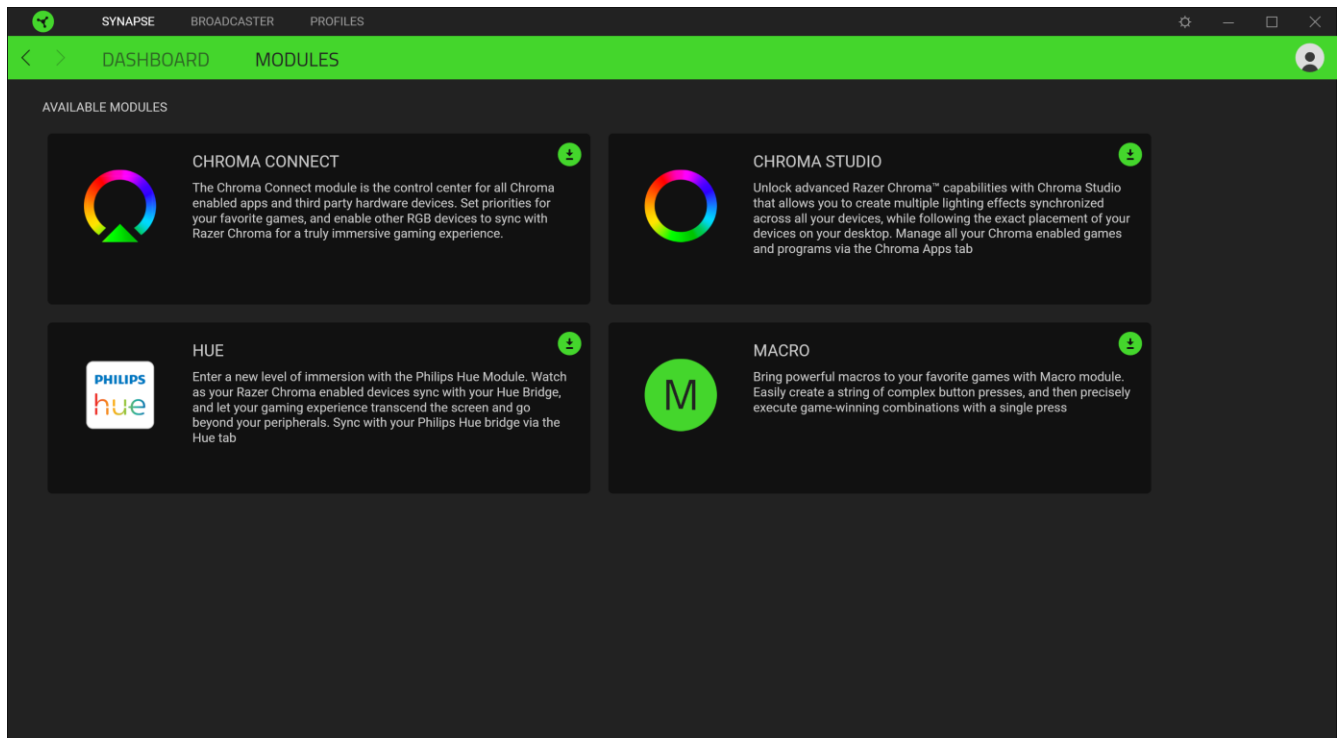 SYNAPSE BROADCASTER PROFILES
DASHBOARD MODULES
AVAILABLE MODULES
CHROMA CONNECT
The Chroma Connect module is the control center for all Chroma
enabled apps and third party hardware devices. Set priorities for
your favorite games, and enable other RGB devices to sync with
Razer Chroma for a truly immersive gaming experience.
CHROMA STUDIO
Unlock advanced Razer Chroma™ capabilities with Chroma Studio
that allows you to create multiple lighting effects synchronized
across all your devices, while following the exact placement of your
devices on your desktop. Manage all your Chroma enabled games
and programs via the Chroma Apps tab
PHILIPS
hue
HUE
Enter a new level of immersion with the Philips Hue Module. Watch
as your Razer Chroma enabled devices sync with your Hue Bridge,
and let your gaming experience transcend the screen and go
beyond your peripherals. Sync with your Philips Hue bridge via the
Hue tab
M
MACRO
Bring powerful macros to your favorite games with Macro module.
Easily create a string of complex button presses, and then precisely
execute game-winning combinations with a single press